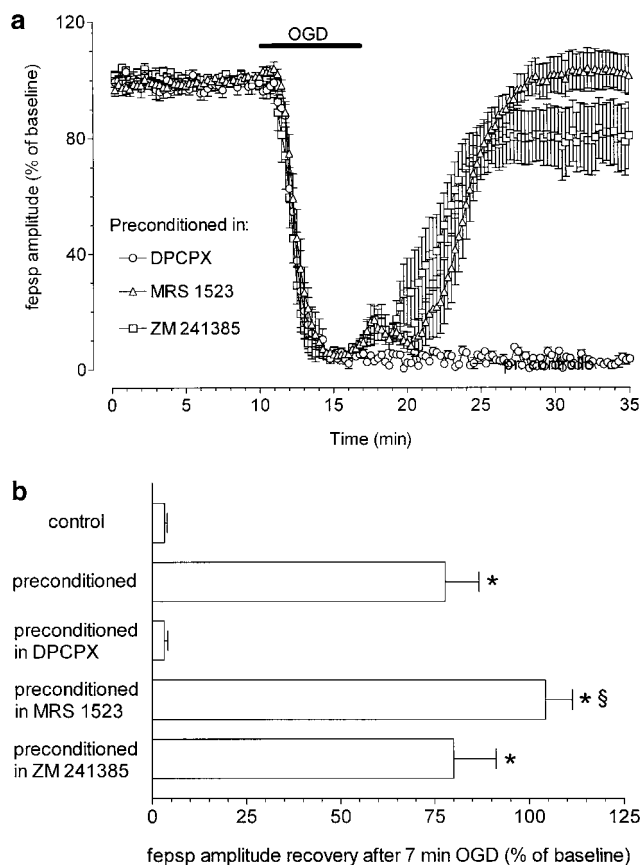 a
OGD
120
80
40
0
fepsp amplitude (% of baseline)
Preconditioned in:
DPCPX
MRS 1523
ZM 241385
0 5 10 15 20 25 30 35
Time (min)
b
control
preconditioned
*
preconditioned
in DPCPX
preconditioned
in MRS 1523
* §
preconditioned
in ZM 241385
*
0 25 50 75 100 125
fepsp amplitude recovery after 7 min OGD (% of baseline)